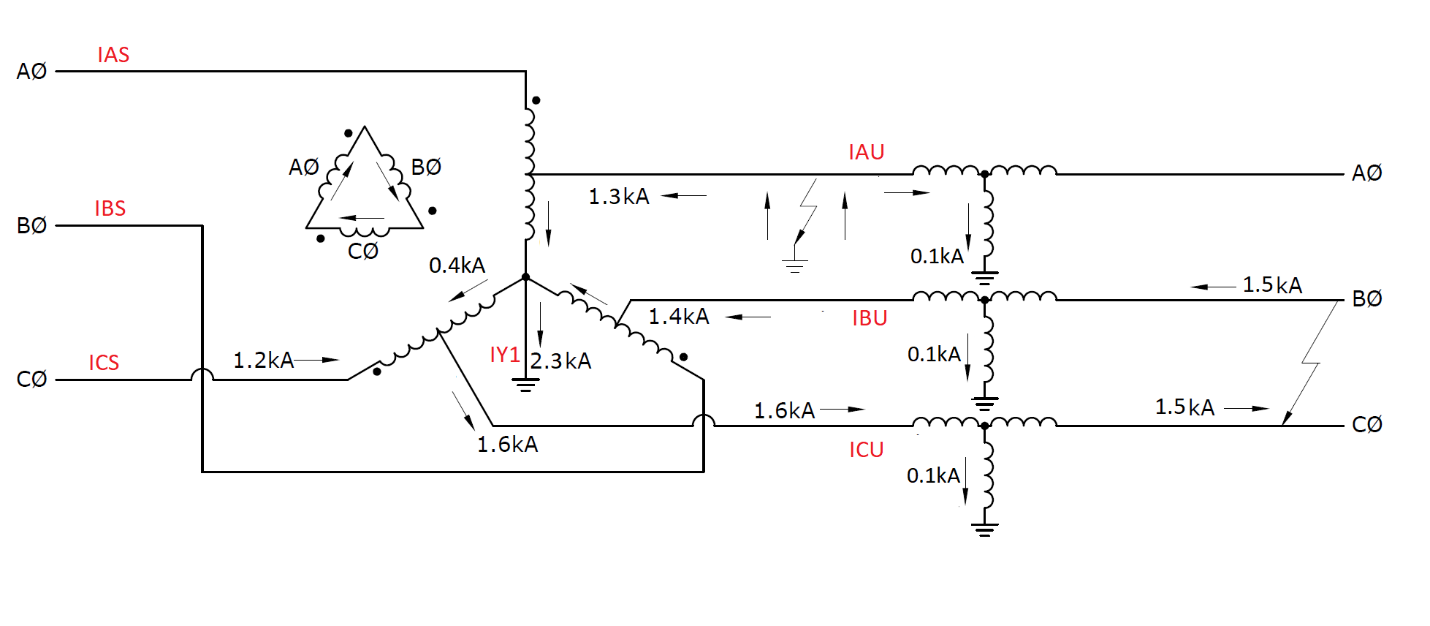 IAS
AØ
IAU
AØ
AØ
BØ
1.3kA
IBS
BØ
CØ
0.4kA
0.1kA
1.5kA
BØ
1.4kA
IBU
ICS
1.2kA
IY1
2.3kA
0.1kA
CØ
1.6kA
1.5kA
CØ
1.6kA
ICU
0.1kA